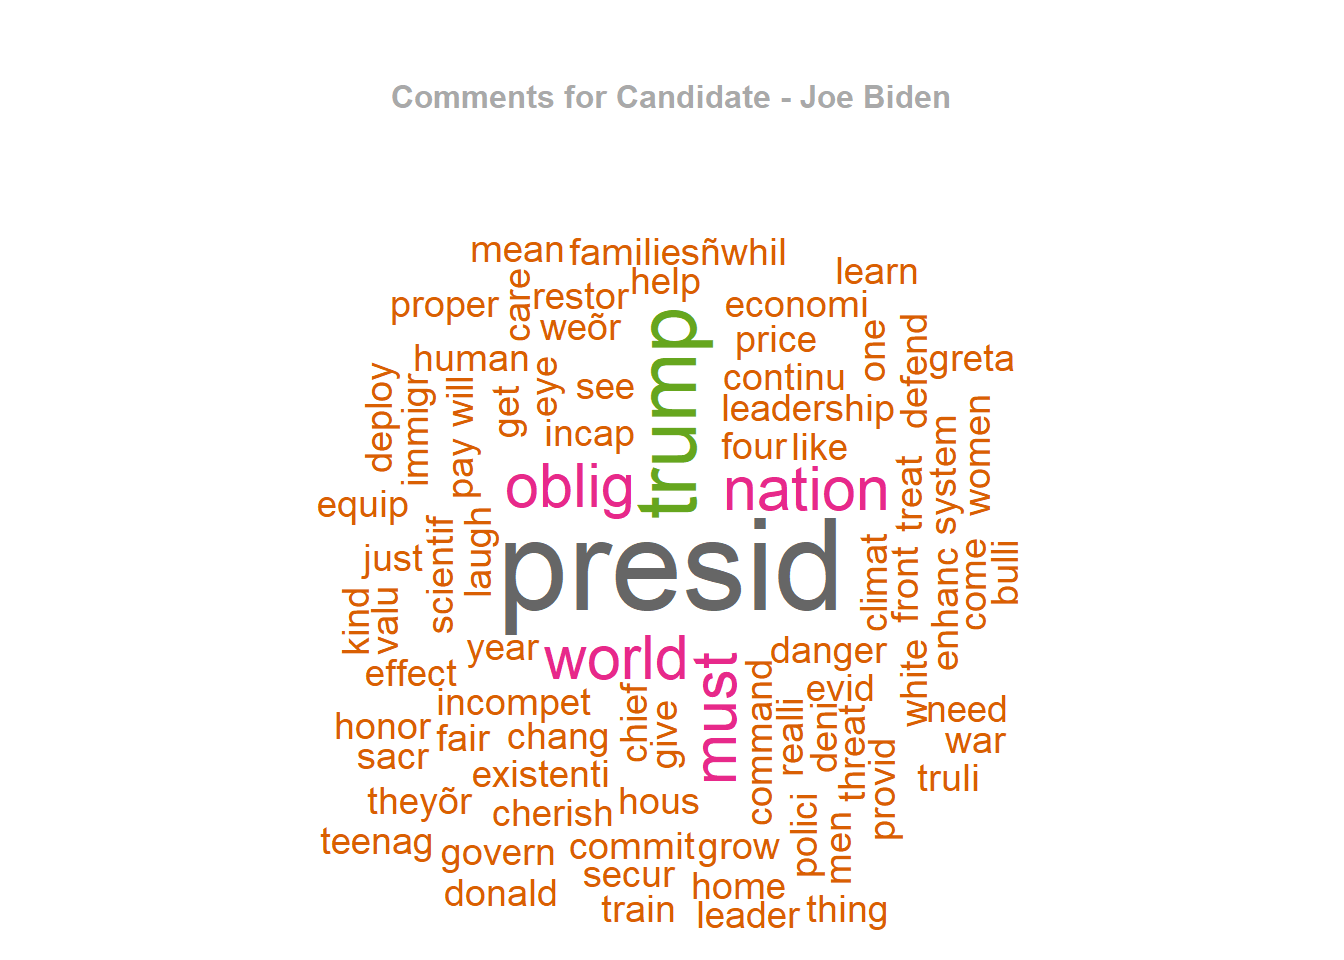 Comments for Candidate - Joe Biden
mean
familiesñwhil
learn
care
help
proper
restor
economi
weõr
trump
price
one
defend
human
greta
deploy
immigr
will
eye
see
continu
get
leadership
women
incap
four
like
pay
system
treat
oblig
nation
equip
scientif
laugh
presid
just
climat
front
come
bulli
enhanc
kind
valu
year
world
must
danger
white
effect
evid
incompet
chief
command
realli
deni
need
honor
give
threat
fair
chang
war
sacr
provid
existenti
truli
theyõr
cherish
hous
polici
men
teenag
govern
commit
grow
secur
home
donald
train
leader
thing